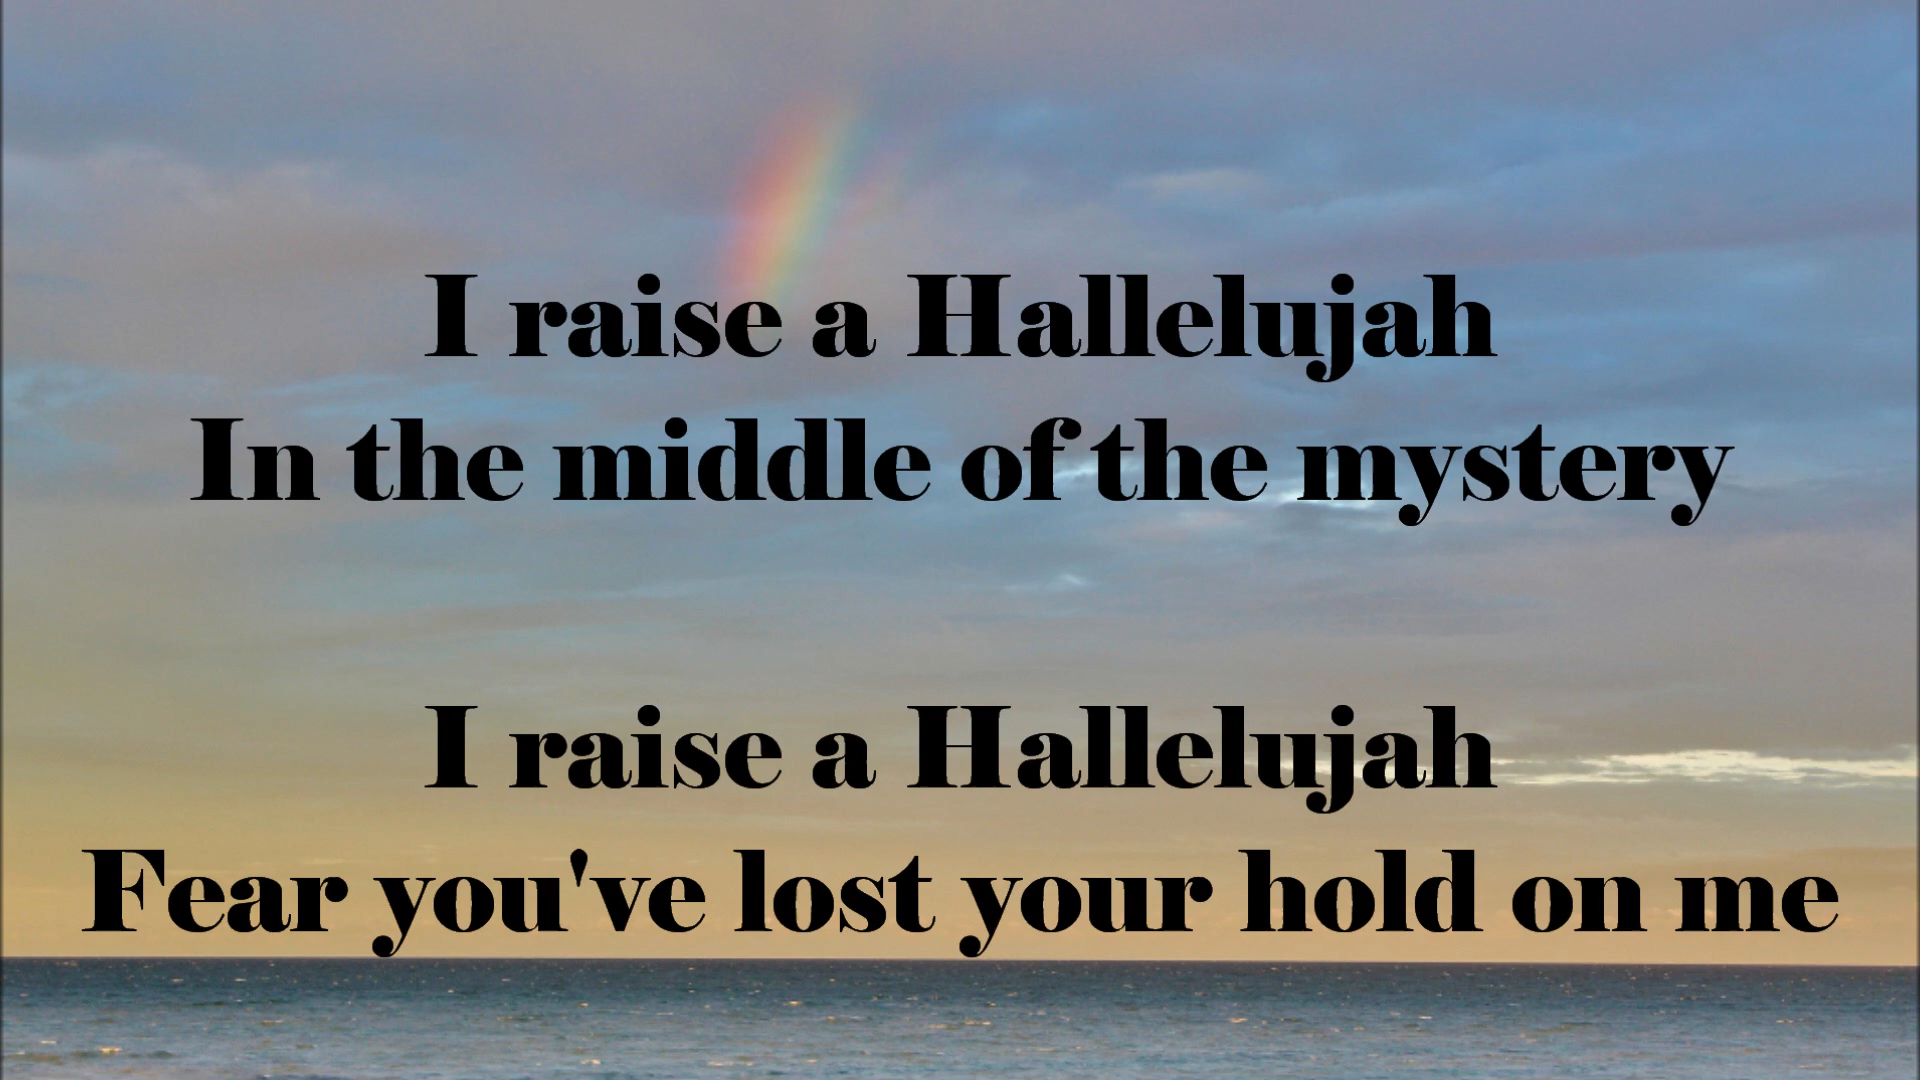 I raise a Hallelujah
In the middle of the mystery
I raise a Hallelujah
Fear you've lost your hold on me